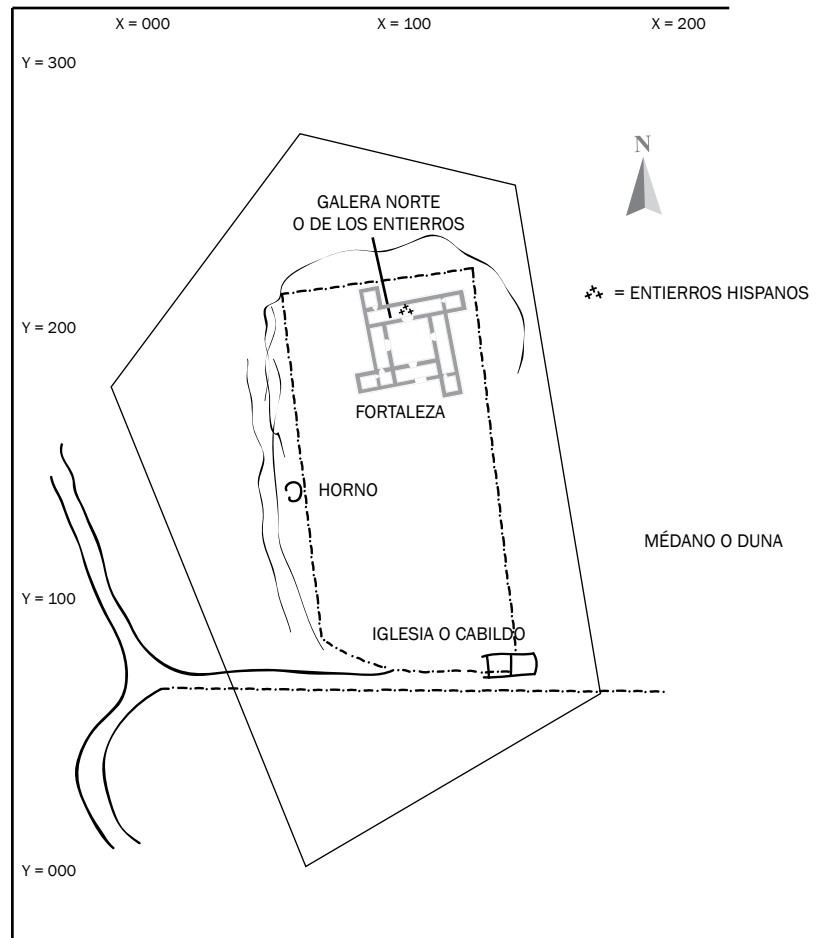 X = 000
X = 100
X = 200
Y = 300
N
GALERA NORTE
O DE LOS ENTIERROS
= ENTIERROS HISPANOS
Y = 200
FORTALEZA
HORNO
MÉDANO O DUNA
Y = 100
IGLESIA O CABILDO
Y = 000